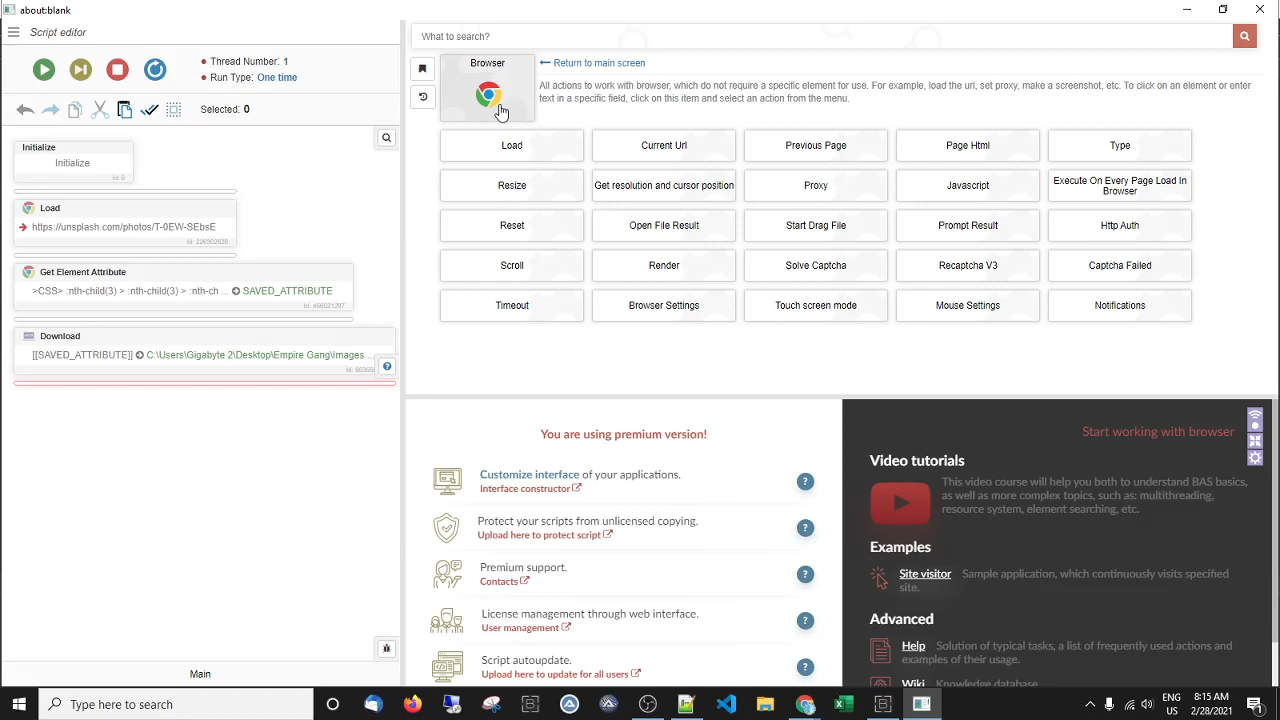 about:blank
Script editor
Thread Number: 1
Run Type: One time
Selected: 0
Initialize
Initialize
Id: 0
Load
https://unsplash.com/photos/T-0EW-SEbsE
Id: 226302626
Get Element Attribute
>CSS> :nth-child(3) > :nth-child(3) > :nth-ch ... SAVED_ATTRIBUTE
Download
[[SAVED_ATTRIBUTE]] C:\Users\Gigabyte 2\Desktop\Empire Gang\Images ...
Main
What to search?
Browser
Return to main screen
All actions to work with browser, which do not require a specific element for use. For example, load the url, set proxy, make a screenshot, etc. To click on an element or enter
text in a specific field, click on this item and select an action from the menu.
Load
Current Url
Previous Page
Page Html
Type
Resize
Get resolution and cursor position
Proxy
Javascript
Execute On Every Page Load In
Browser
Reset
Open File Result
Start Drag File
Prompt Result
Http Auth
Scroll
Render
Solve Captcha
Recaptcha V3
Captcha Failed
Timeout
Browser Settings
Touch screen mode
Mouse Settings
Notifications
You are using premium version!
Customize interface of your applications.
Interface constructor
?
Protect your scripts from unlicensed copying.
Upload here to protect script
?
Premium support.
Contacts
?
License management through web interface.
User management
?
Script autoupdate.
Upload here to update for all users
?
Start working with browser
Video tutorials
This video course will help you both to understand BAS basics,
as well as more complex topics, such as: multithreading,
resource system, element searching, etc.
Examples
Site visitor Sample application, which continuously visits specified
site.
Advanced
Help Solution of typical tasks, a list of frequently used actions and
examples of their usage.
Wiki Knowledge database.
Type here to search
ENG
US
8:15 AM
2/28/2021